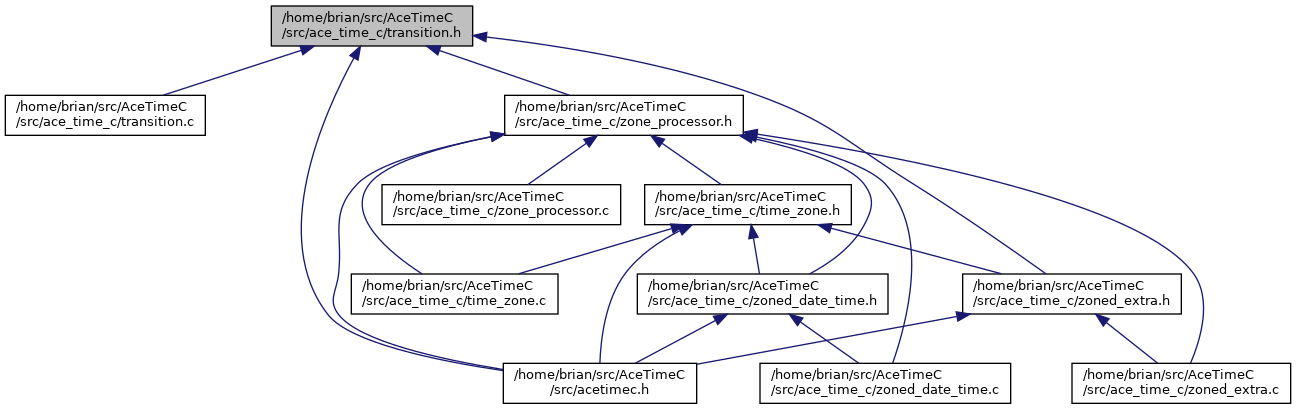 /home/brian/src/AceTimeC
/src/ace_time_c/transition.h
/home/brian/src/AceTimeC
/src/ace_time_c/transition.c
/home/brian/src/AceTimeC
/src/ace_time_c/zone_processor.h
/home/brian/src/AceTimeC
/src/ace_time_c/zone_processor.c
/home/brian/src/AceTimeC
/src/ace_time_c/time_zone.h
/home/brian/src/AceTimeC
/src/ace_time_c/time_zone.c
/home/brian/src/AceTimeC
/src/ace_time_c/zoned_date_time.h
/home/brian/src/AceTimeC
/src/ace_time_c/zoned_extra.h
/home/brian/src/AceTimeC
/src/acetimec.h
/home/brian/src/AceTimeC
/src/ace_time_c/zoned_date_time.c
/home/brian/src/AceTimeC
/src/ace_time_c/zoned_extra.c